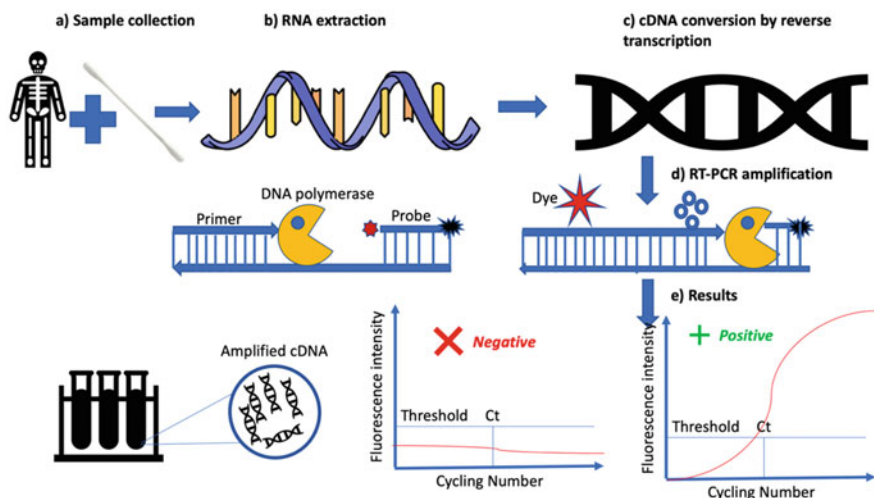 a) Sample collection
b) RNA extraction
c) cDNA conversion by reverse
transcription
d) RT-PCR amplification
DNA polymerase
Primer
Probe
Dye
e) Results
Amplified cDNA
Fluorescence intensity
Negative
Threshold
Ct
Cycling Number
Fluorescence intensity
Positive
Threshold
Ct
Cycling Number